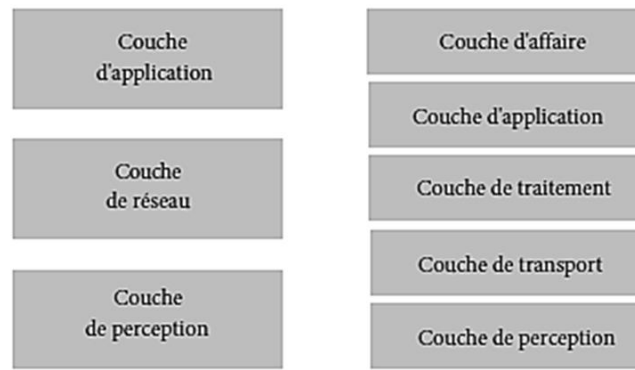 Couche
d'application
Couche
de réseau
Couche
de perception
Couche d'affaire
Couche d'application
Couche de traitement
Couche de transport
Couche de perception